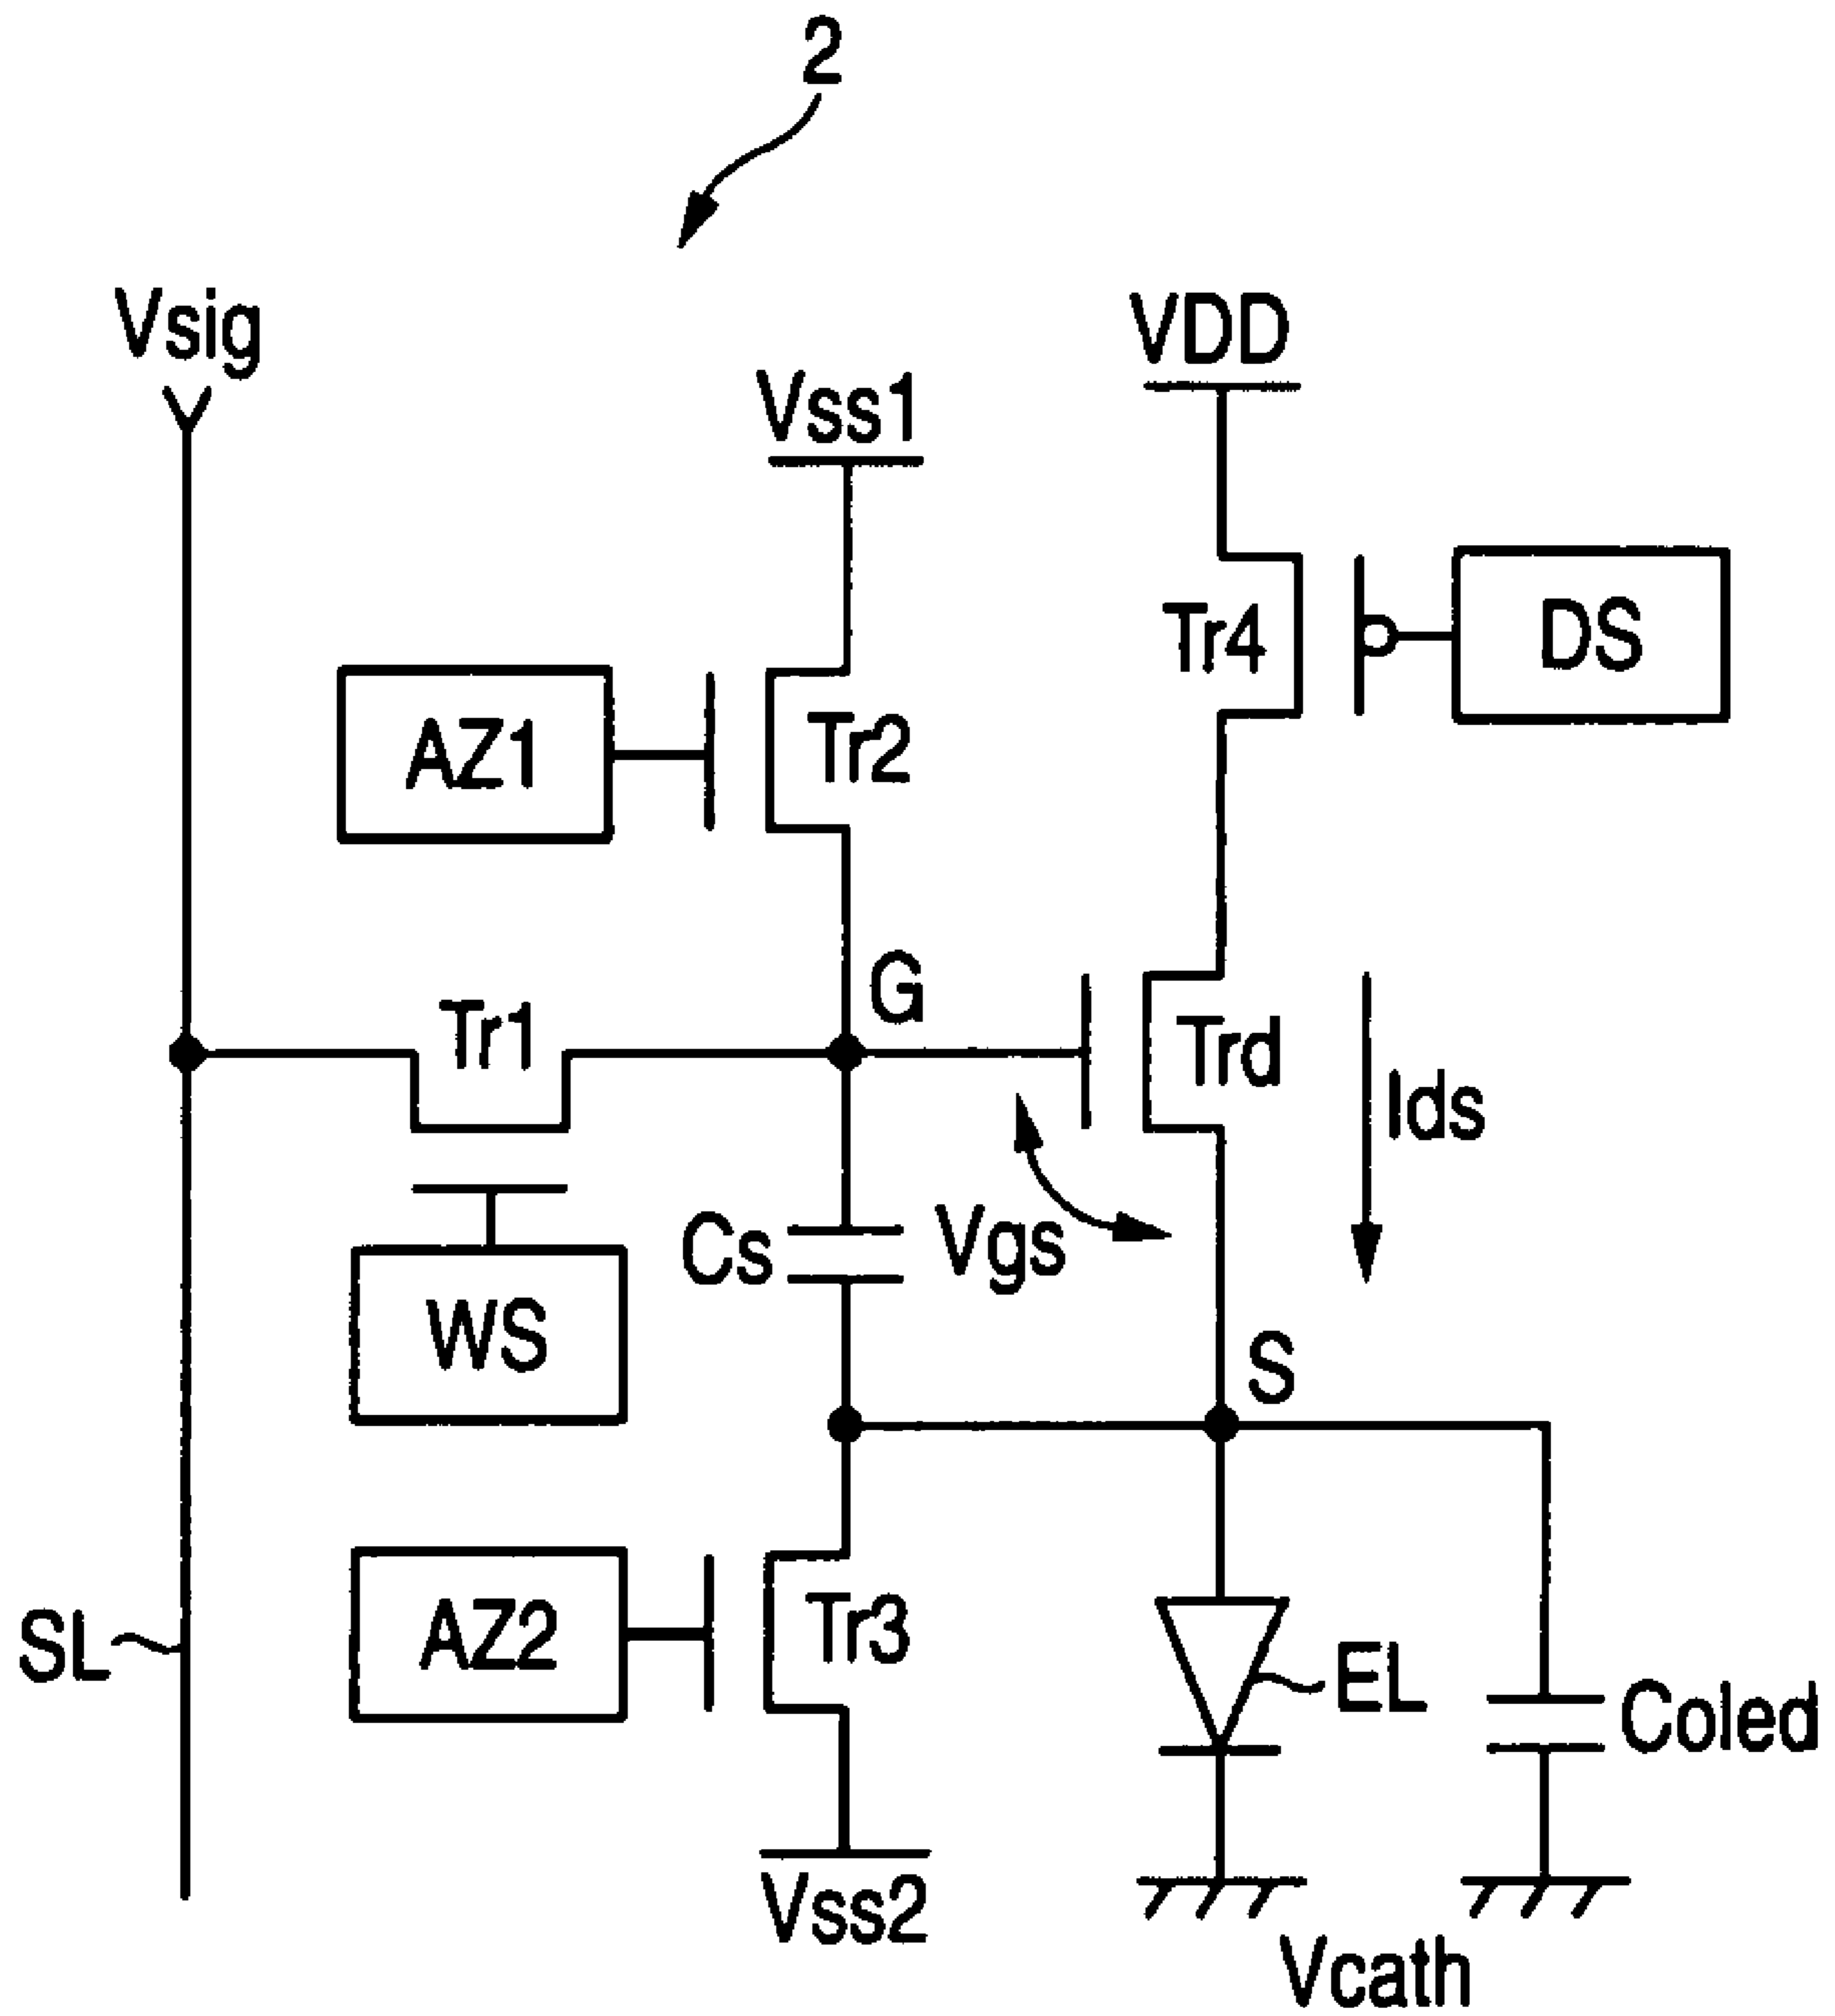 2
Vsig
VDD
Vss1
Tr4
DS
AZ1
Tr2
G
Tr1
Trd
Ids
Cs
Vgs
WS
S
AZ2
Tr3
SL
EL
Coled
Vss2
Vcath